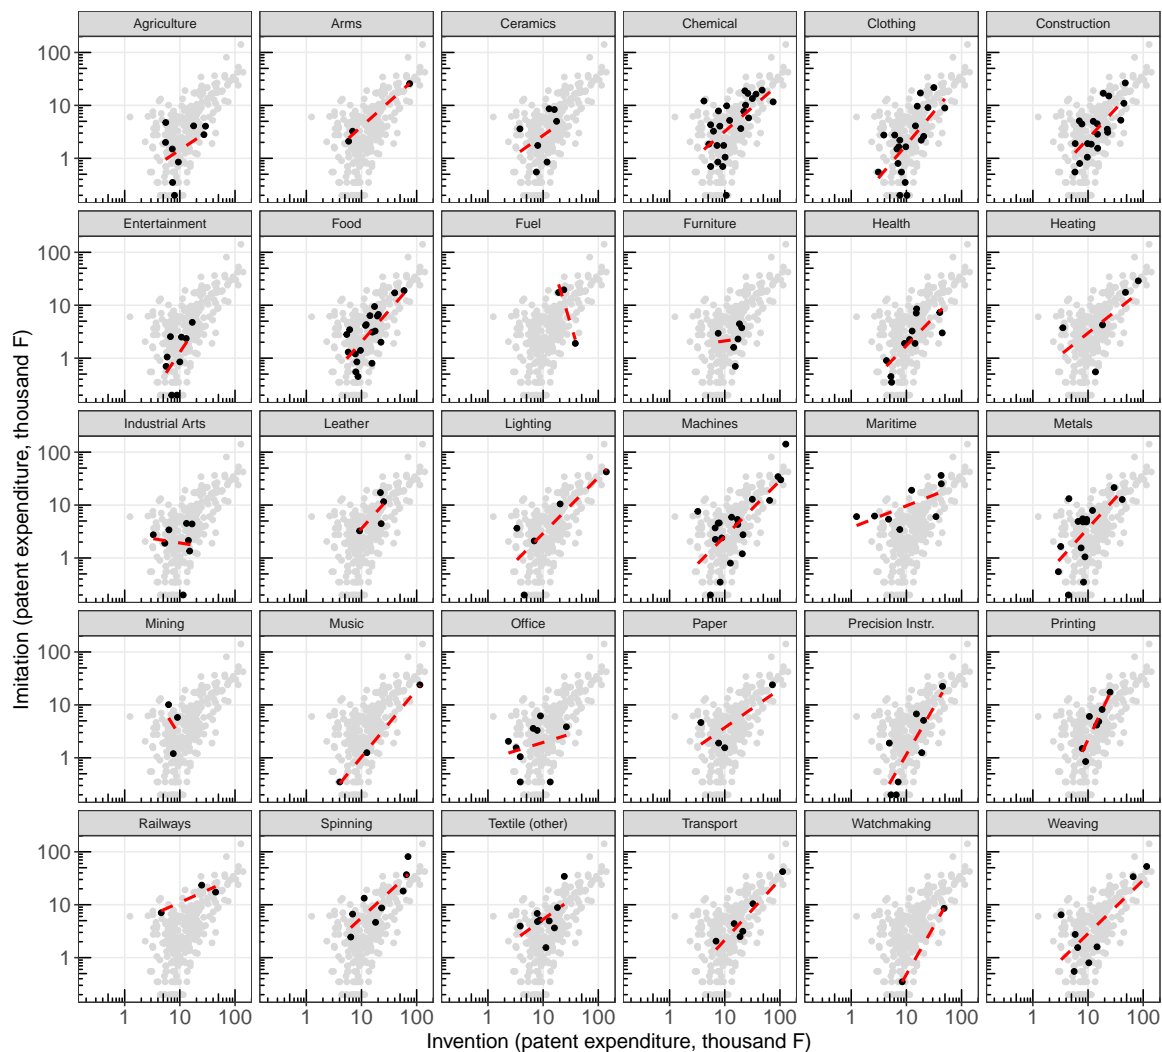 Agriculture Arms Ceramics Chemical Clothing Construction
100
10
1
Entertainment Food Fuel Furniture Health Heating
100
10
1
Industrial Arts Leather Lighting Machines Maritime Metals
100
10
1
Mining Music Office Paper Precision Instr. Printing
100
10
1
Railways Spinning Textile (other) Transport Watchmaking Weaving
100
10
1
1 10 100 1 10 100 1 10 100 1 10 100 1 10 100 1 10 100
Imitation (patent expenditure, thousand F)
Invention (patent expenditure, thousand F)